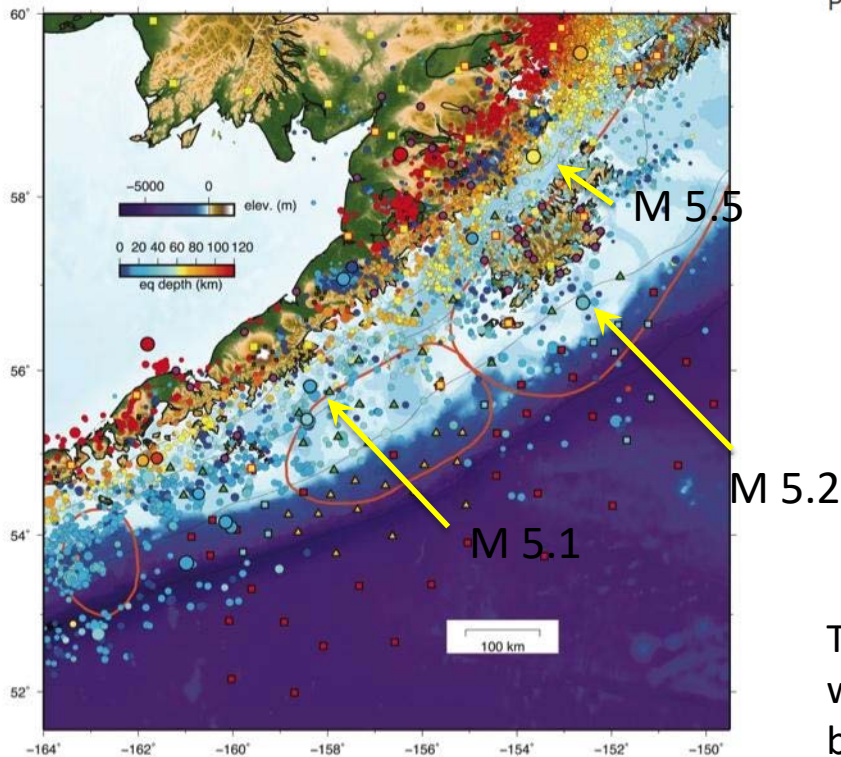 P
60˚
58˚
56˚
54˚
52˚
−5000 0
elev. (m)
0 20 40 60 80 100 120
eq depth (km)
M 5.5
M 5.2
M 5.1
100 km
T
w
b
−164˚ −162˚ −160˚ −158˚ −156˚ −154˚ −152˚ −150˚